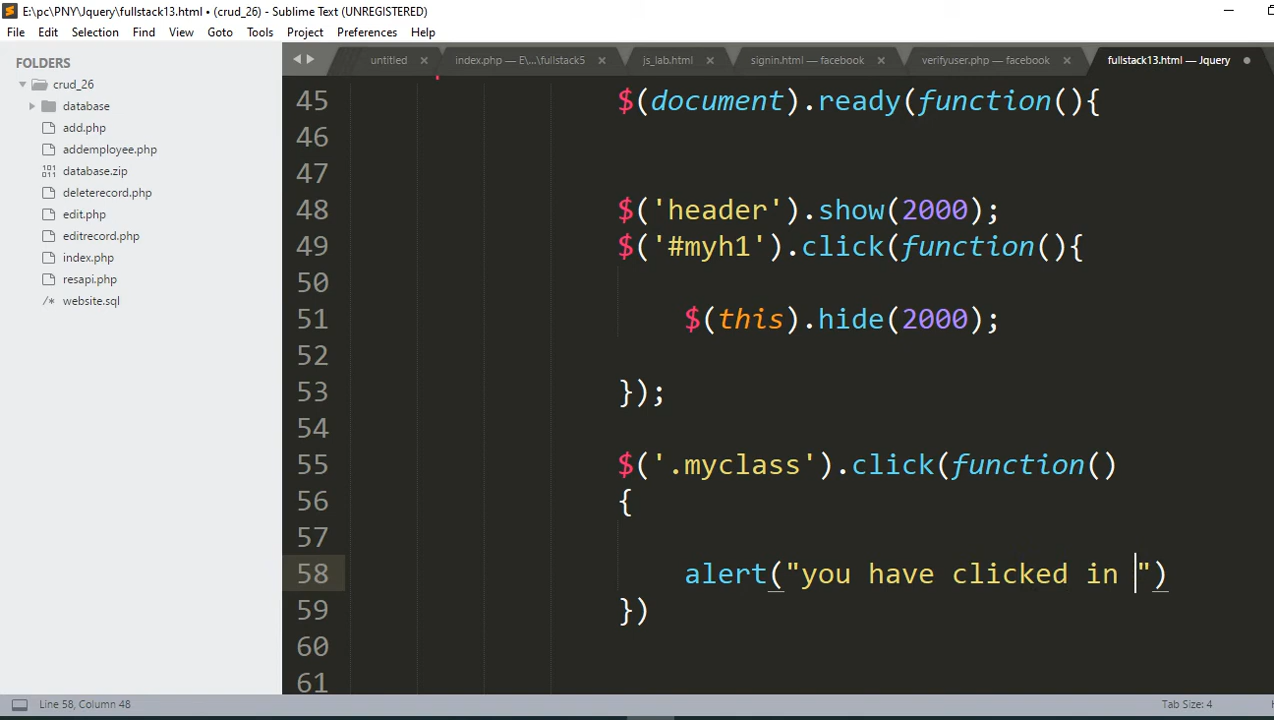 E:\pc\PNY\Jquery\fullstack13.html • (crud_26) - Sublime Text (UNREGISTERED)
File Edit Selection Find View Goto Tools Project Preferences Help
FOLDERS
crud_26
database
add.php
addemployee.php
database.zip
deleterecord.php
edit.php
editrecord.php
index.php
resapi.php
website.sql
untitled
index.php — E\...\fullstack5
js_lab.html
signin.html — facebook
verifyuser.php — facebook
fullstack13.html — Jquery
45 $(document).ready(function(){
46
47
48 $('header').show(2000);
49 $('#myh1').click(function(){
50
51 $(this).hide(2000);
52
53 });
54
55 $('.myclass').click(function()
56 {
57
58 alert("you have clicked in ")
59 })
60
61
Line 58, Column 48
Tab Size: 4